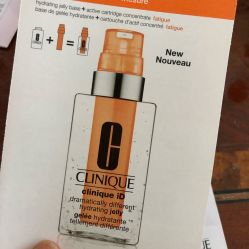 hydrating jelly base + active cartridge concentrate fatigue
base de gelée hydratante + cartouche d'actif concentré fatigue
+
=
New
Nouveau
C
CLINIQUE
clinique iD
dramatically different
hydrating jelly
gelée hydratante
tellement différente